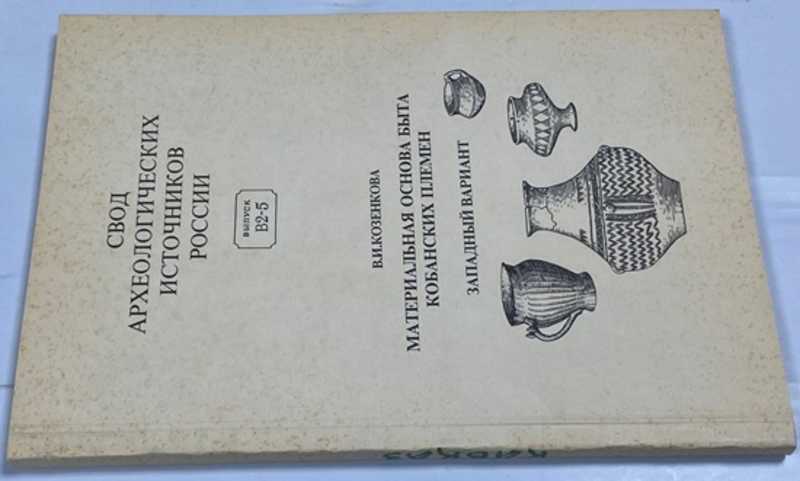 СВОД
АРХЕОЛОГИЧЕСКИХ
ИСТОЧНИКОВ
РОССИИ
ВЫПУСК
В2-5
В.И.КОЗЕНКОВА
МАТЕРИАЛЬНАЯ ОСНОВА БЫТА
КОБАНСКИХ ПЛЕМЕН
ЗАПАДНЫЙ ВАРИАНТ